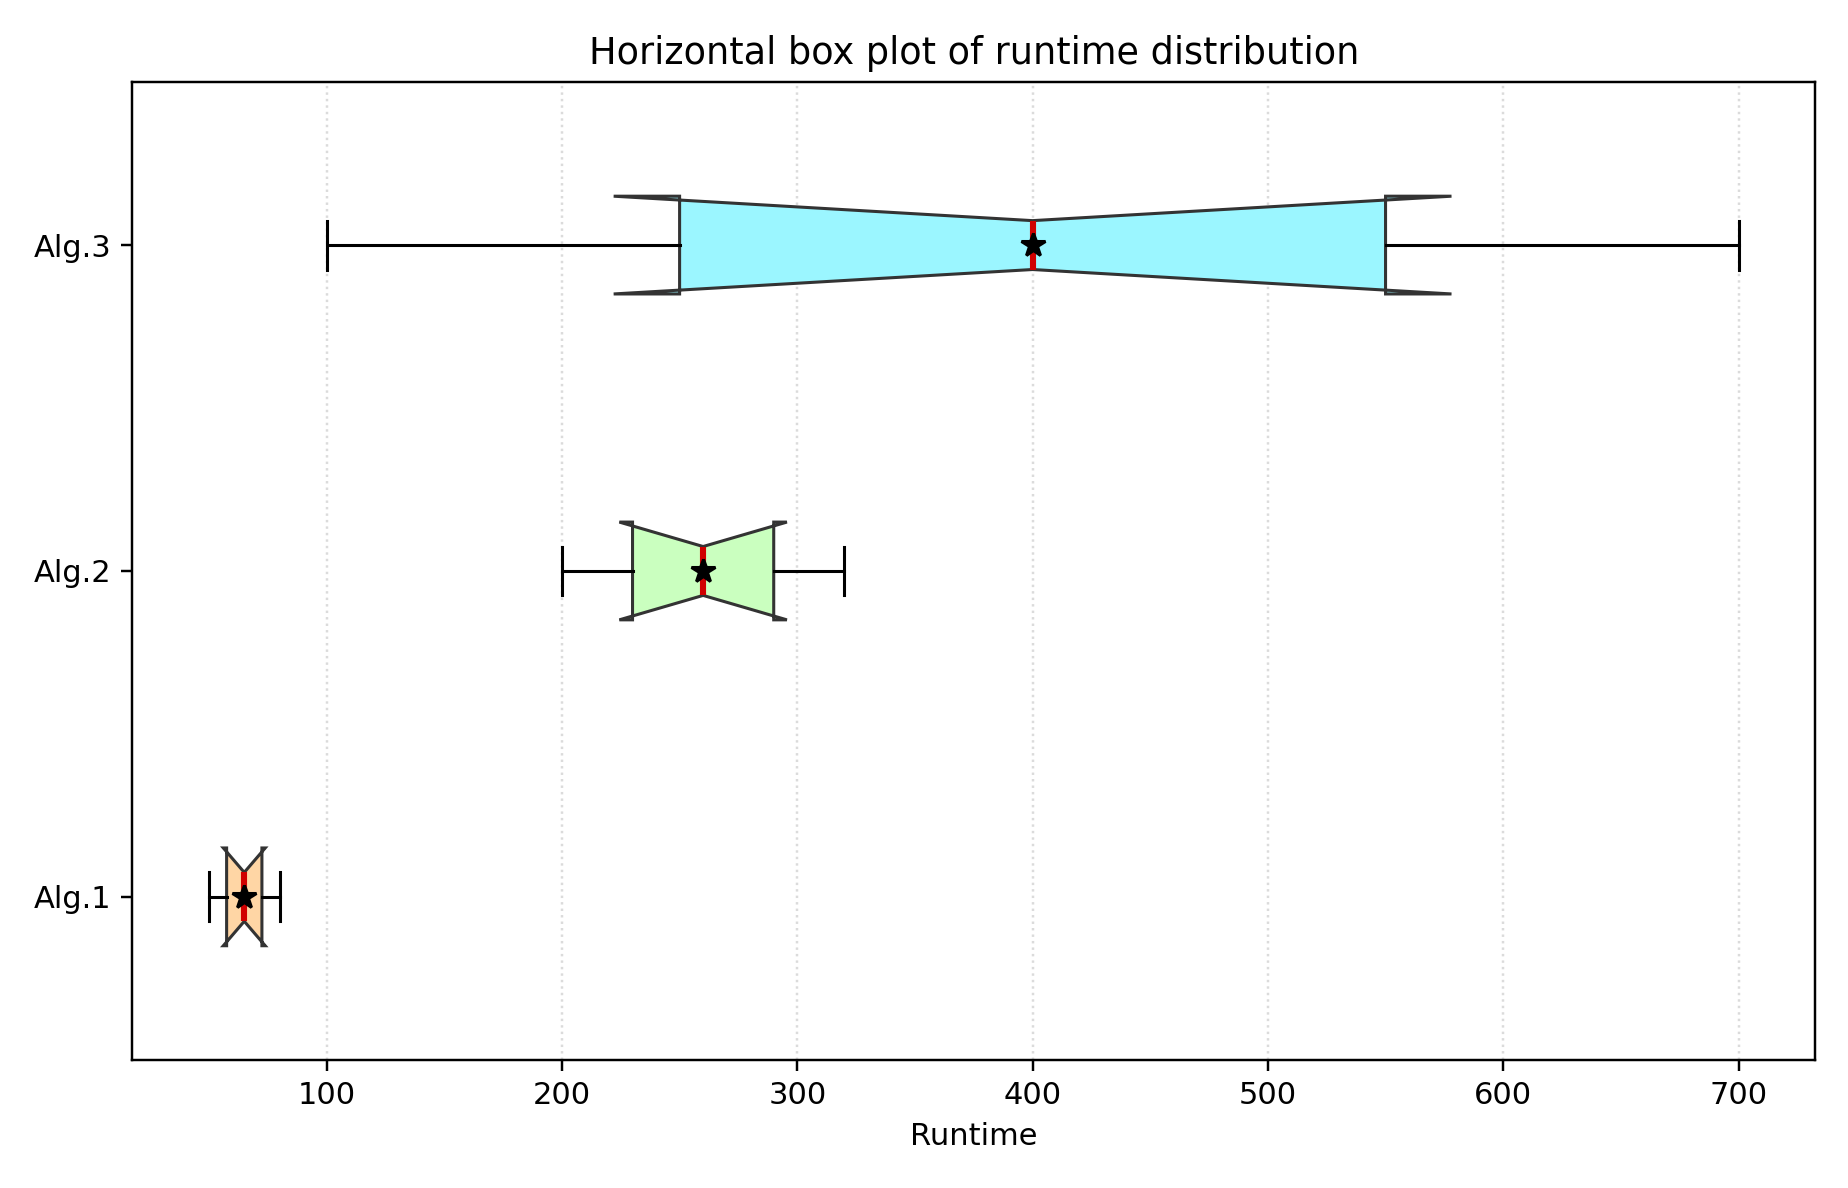 Horizontal box plot of runtime distribution
Alg.3
Alg.2
Alg.1
100 200 300 400 500 600 700
Runtime